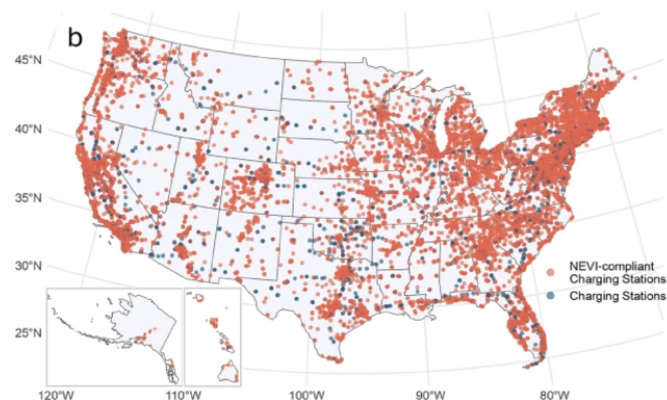 b
45°N
40°N
35°N
30°N
25°N
NEVI-compliant
Charging Stations
Charging Stations
120°W 110°W 100°W 90°W 80°W